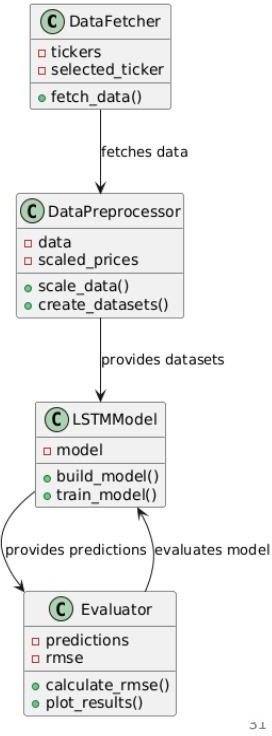 C DataFetcher
tickers
selected_ticker
fetch_data()
fetches data
C DataPreprocessor
data
scaled_prices
scale_data()
create_datasets()
provides datasets
C LSTMModel
model
build_model()
train_model()
provides predictions
evaluates model
C Evaluator
predictions
rmse
calculate_rmse()
plot_results()